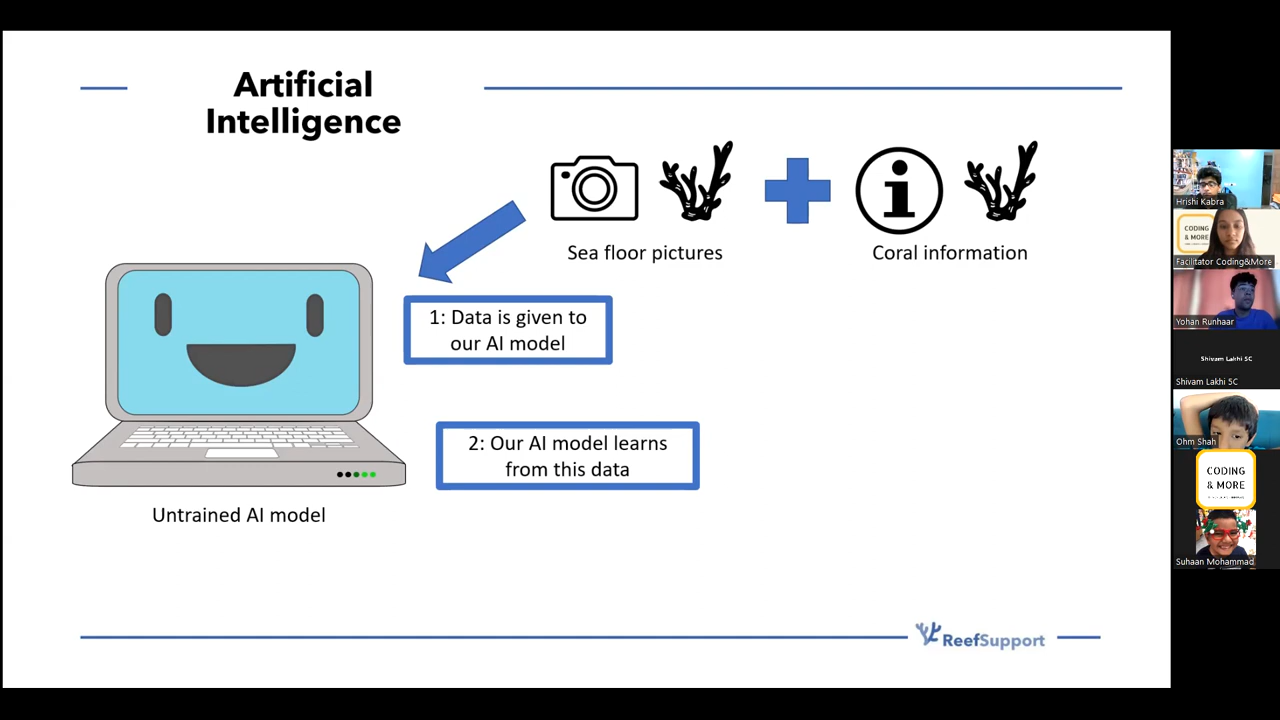 Artificial
Intelligence
Sea floor pictures
Coral information
1: Data is given to
our AI model
2: Our AI model learns
from this data
Untrained AI model
ReefSupport
Hrishi Kabra
CODING
& MORE
Facilitator Coding&More
Yohan Runhaar
Shivam Lakhi 5C
Shivam Lakhi 5C
Ohm Shah
CODING
& MORE
Suhaan Mohammad